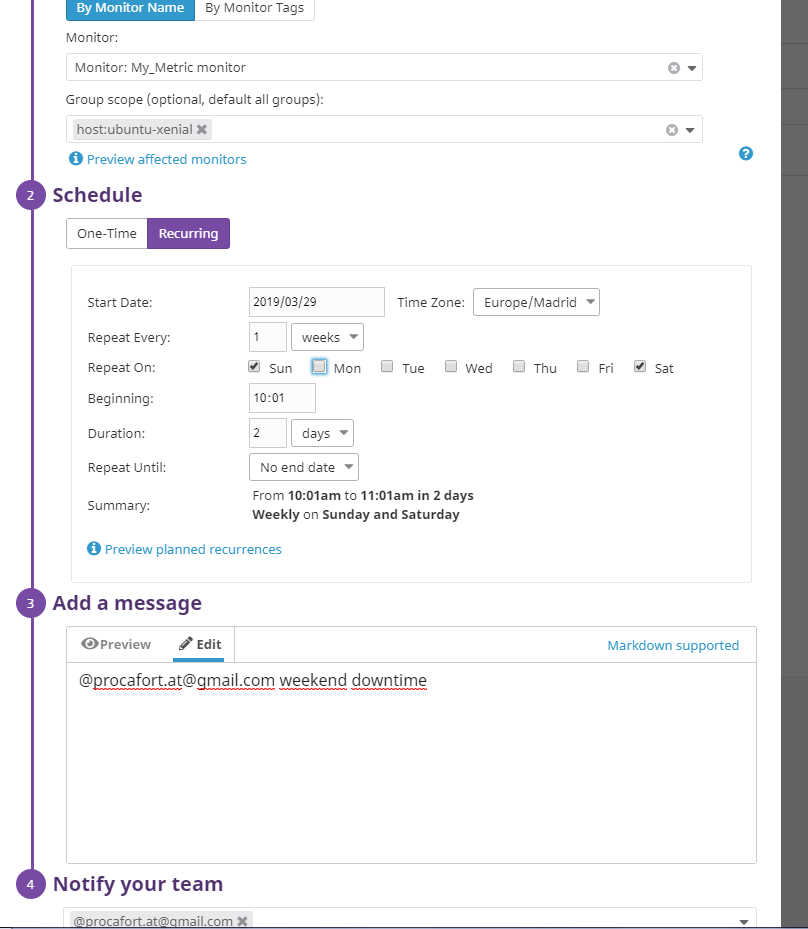 By Monitor Name By Monitor Tags
Monitor:
Monitor: My_Metric monitor
Group scope (optional, default all groups):
host:ubuntu-xenial
Preview affected monitors
2 Schedule
One-Time Recurring
Start Date: 2019/03/29 Time Zone: Europe/Madrid
Repeat Every: 1 weeks
Repeat On: Sun Mon Tue Wed Thu Fri Sat
Beginning: 10:01
Duration: 2 days
Repeat Until: No end date
Summary: From 10:01am to 11:01am in 2 days
Weekly on Sunday and Saturday
Preview planned recurrences
3 Add a message
Preview Edit Markdown supported
@procafort.at@gmail.com weekend downtime
4 Notify your team
@procafort.at@gmail.com